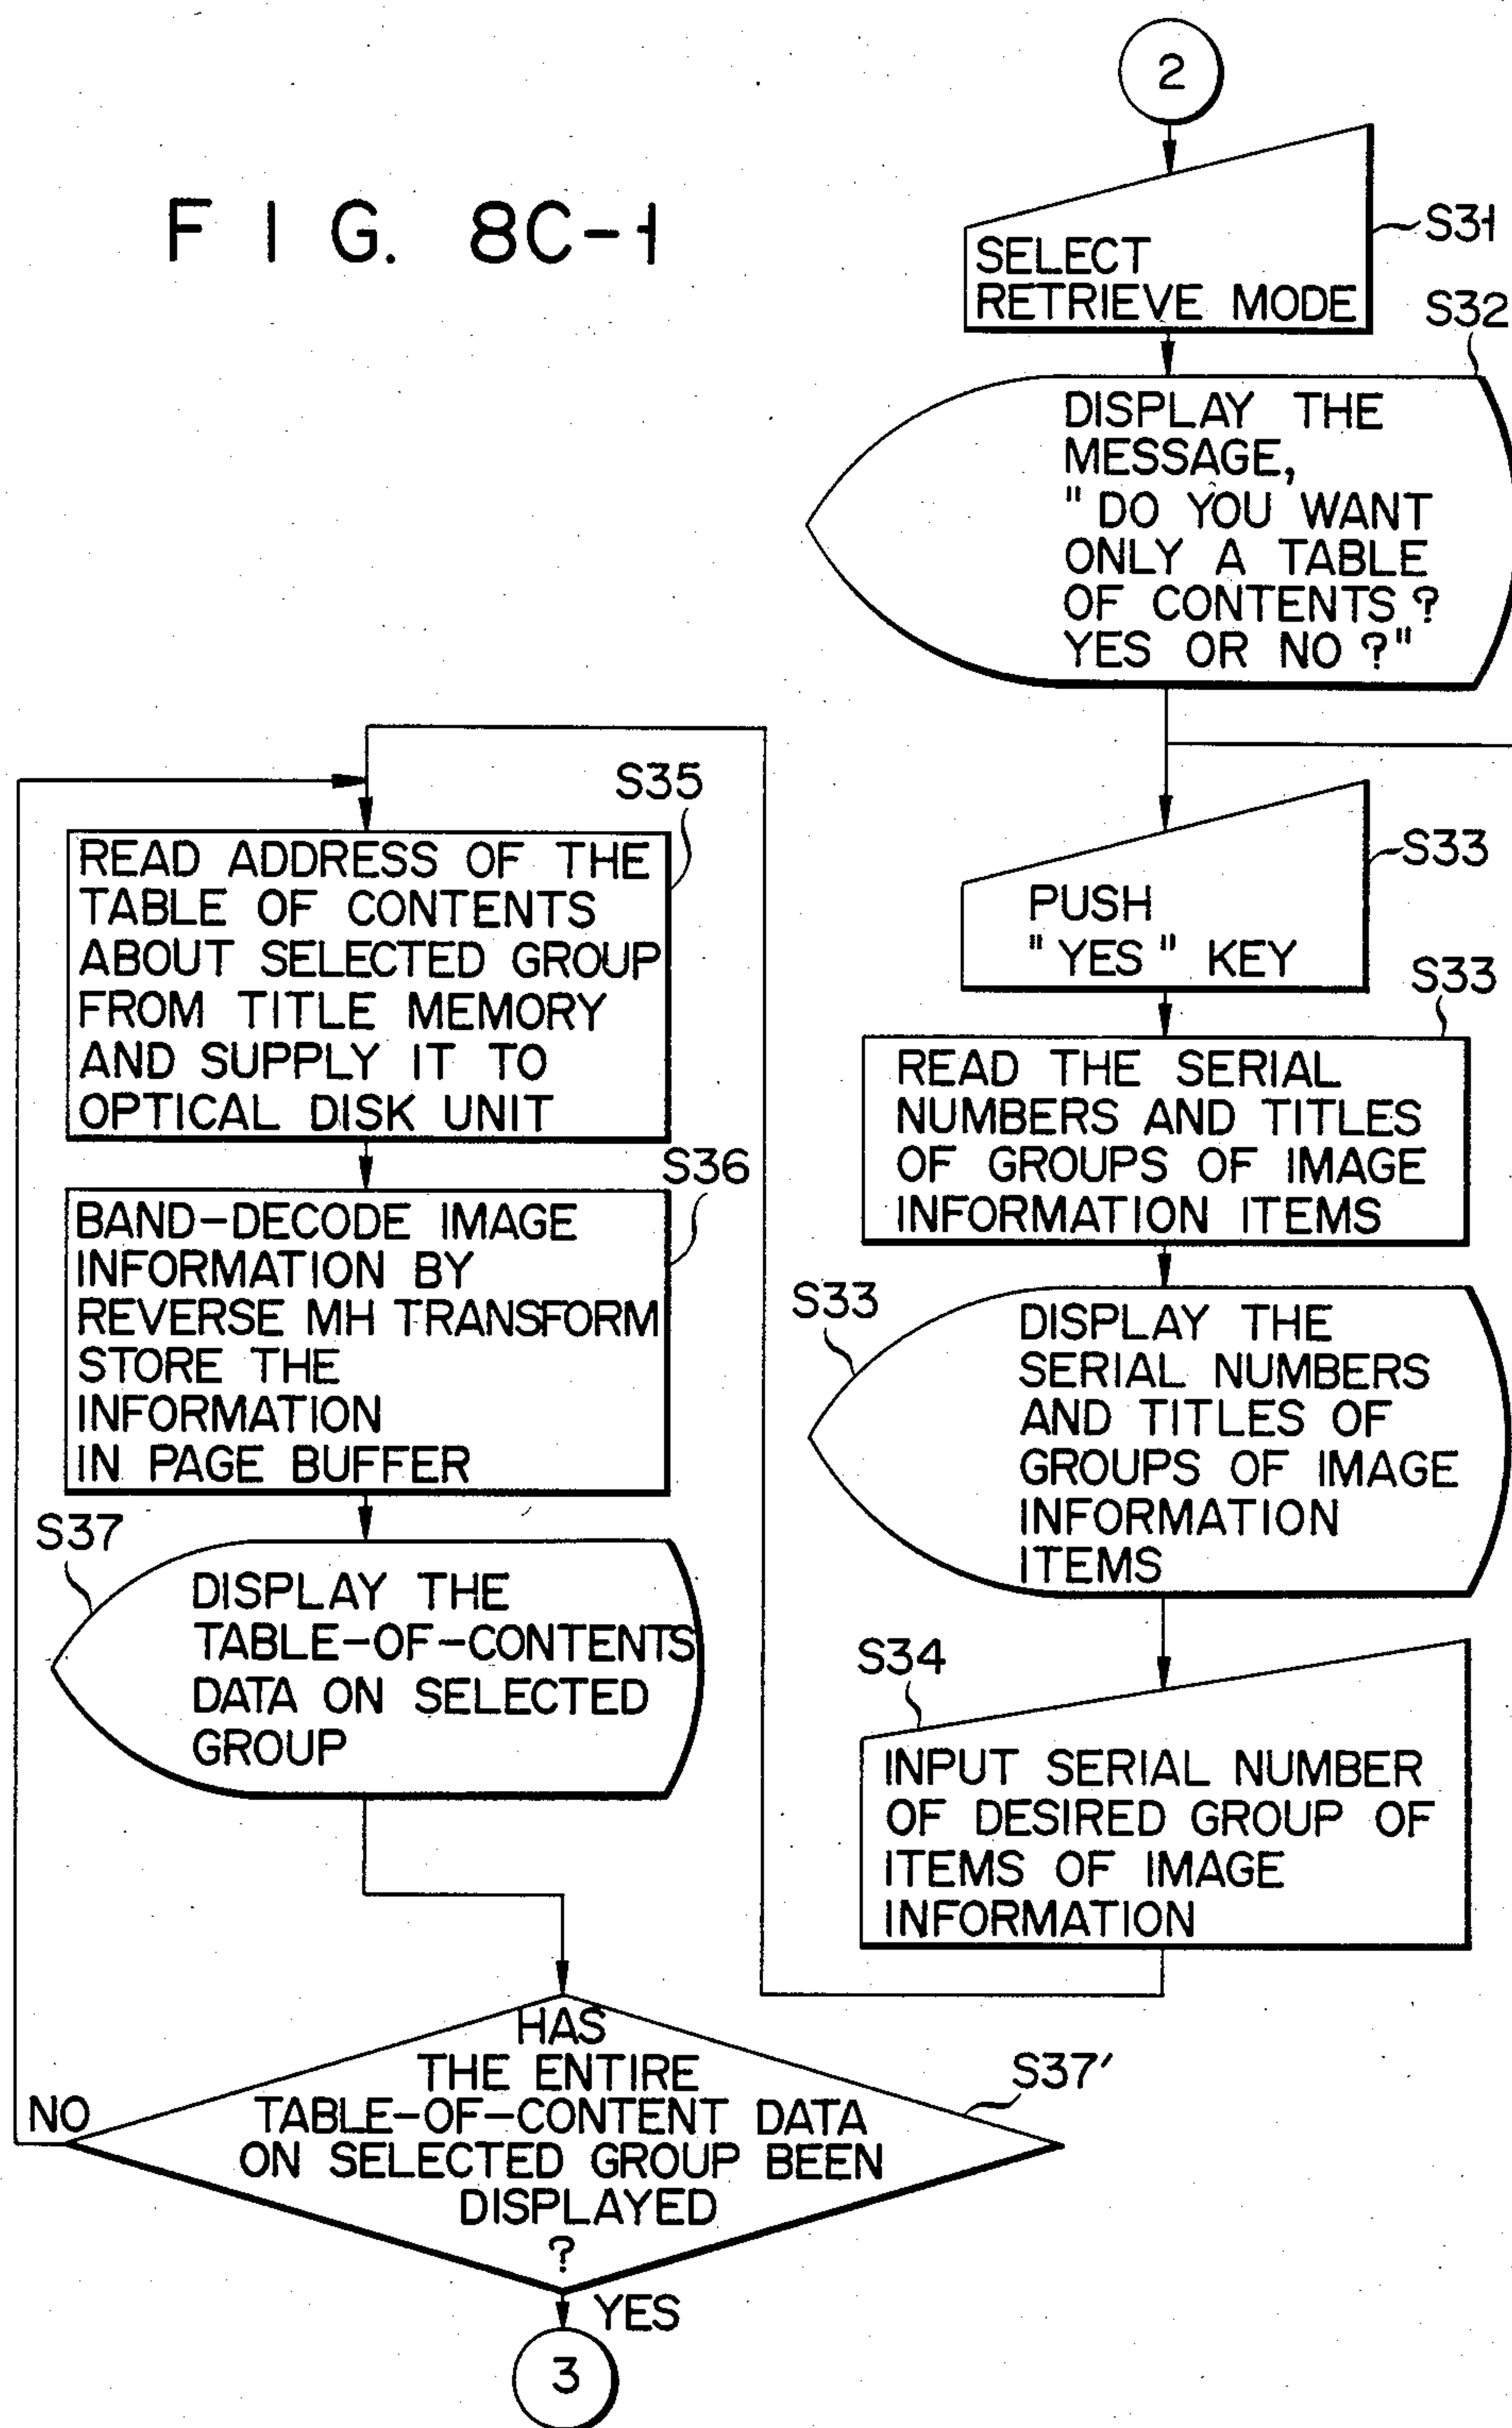 F I G. 8C-1
2
SELECT
RETRIEVE MODE
S31
S32
DISPLAY THE
MESSAGE,
"DO YOU WANT
ONLY A TABLE
OF CONTENTS?
YES OR NO?"
PUSH
"YES" KEY
S33
S33
READ THE SERIAL
NUMBERS AND TITLES
OF GROUPS OF IMAGE
INFORMATION ITEMS
S33
DISPLAY THE
SERIAL NUMBERS
AND TITLES OF
GROUPS OF IMAGE
INFORMATION
ITEMS
S34
INPUT SERIAL NUMBER
OF DESIRED GROUP OF
ITEMS OF IMAGE
INFORMATION
S35
READ ADDRESS OF THE
TABLE OF CONTENTS
ABOUT SELECTED GROUP
FROM TITLE MEMORY
AND SUPPLY IT TO
OPTICAL DISK UNIT
S36
BAND-DECODE IMAGE
INFORMATION BY
REVERSE MH TRANSFORM
STORE THE
INFORMATION
IN PAGE BUFFER
S37
DISPLAY THE
TABLE-OF-CONTENTS
DATA ON SELECTED
GROUP
HAS
THE ENTIRE
TABLE-OF-CONTENT DATA
ON SELECTED GROUP BEEN
DISPLAYED
?
S37'
NO
YES
3